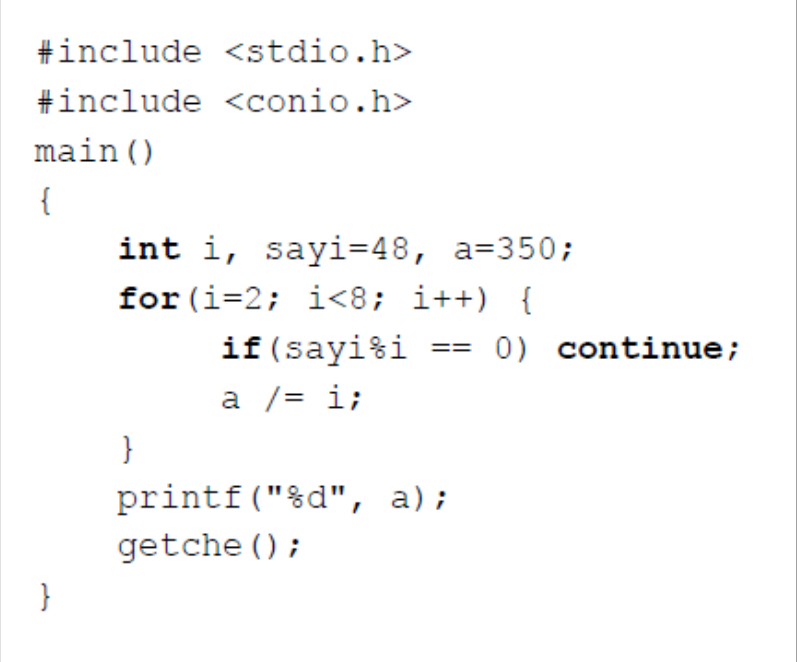 #include <stdio.h>
#include <conio.h>
main()
{
int i, sayi=48, a=350;
for(i=2; i<8; i++) {
if(sayi%i == 0) continue;
a /= i;
}
printf("%d", a);
getche();
}